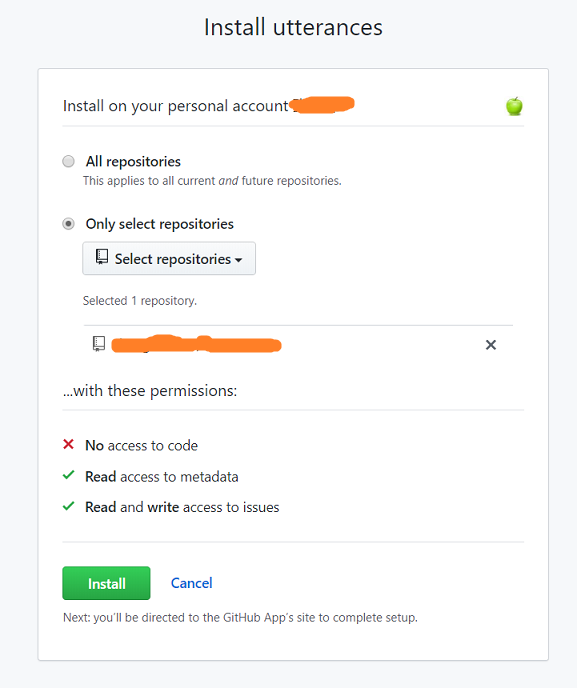 Install utterances
Install on your personal account
All repositories
This applies to all current and future repositories.
Only select repositories
Select repositories
Selected 1 repository.
...with these permissions:
No access to code
Read access to metadata
Read and write access to issues
Install Cancel
Next: you'll be directed to the GitHub App's site to complete setup.